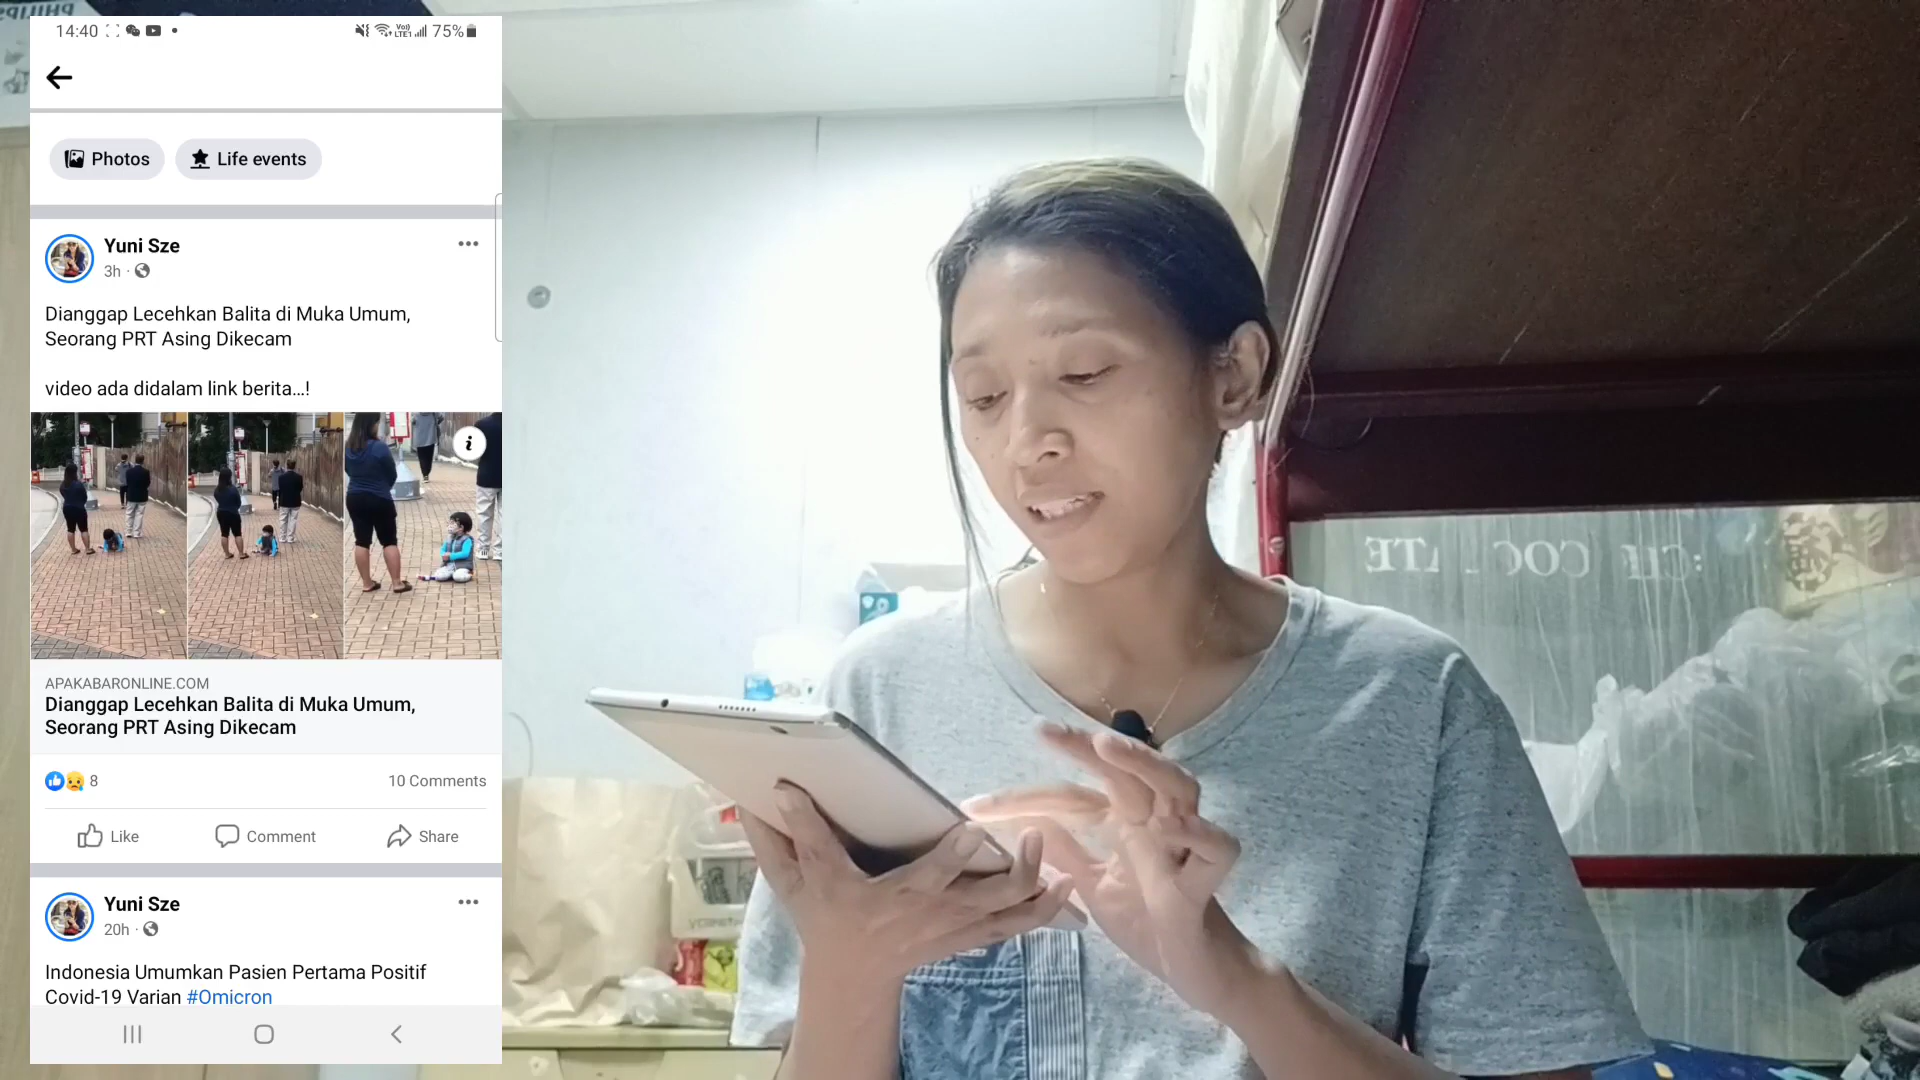 14:40
75%
Photos
Life events
Yuni Sze
3h ·
Dianggap Lecehkan Balita di Muka Umum,
Seorang PRT Asing Dikecam
video ada didalam link berita...!
APAKABARONLINE.COM
Dianggap Lecehkan Balita di Muka Umum,
Seorang PRT Asing Dikecam
8
10 Comments
Like
Comment
Share
Yuni Sze
20h ·
Indonesia Umumkan Pasien Pertama Positif
Covid-19 Varian #Omicron